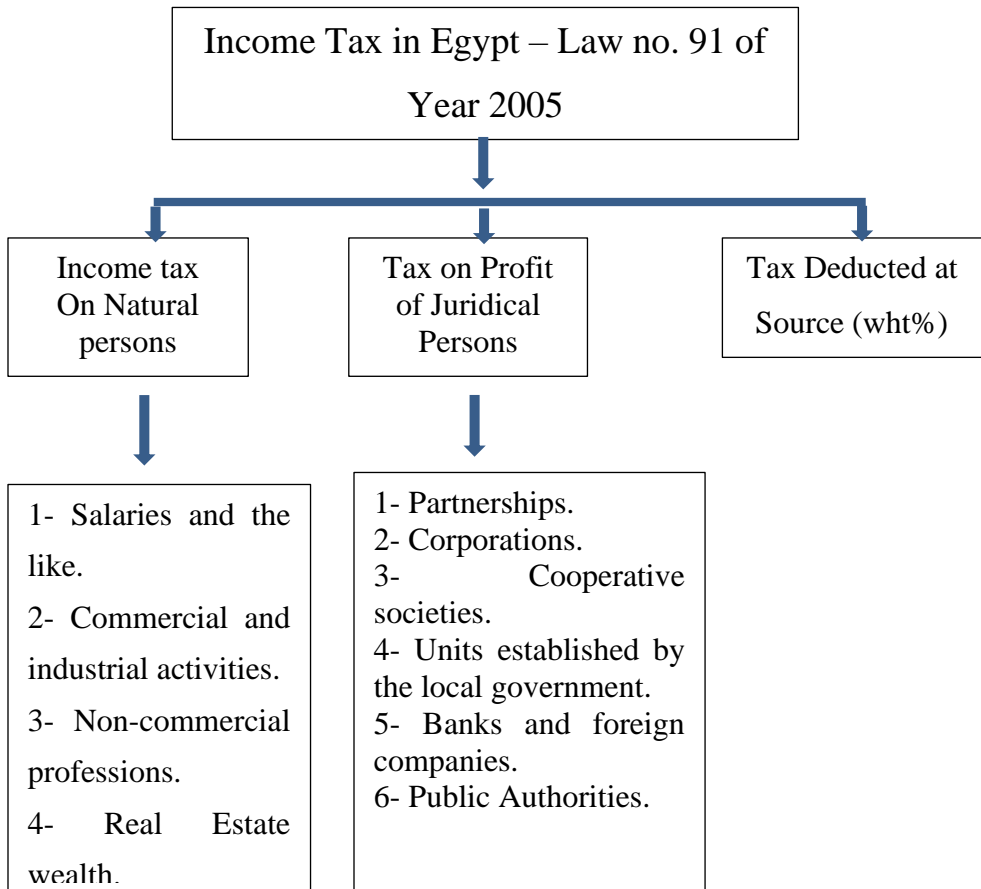 Income Tax in Egypt – Law no. 91 of
Year 2005
Income tax
On Natural
persons
Tax on Profit
of Juridical
Persons
Tax Deducted at
Source (wht%)
1- Salaries and the
like.
2- Commercial and
industrial activities.
3- Non-commercial
professions.
4- Real Estate
wealth.
1- Partnerships.
2- Corporations.
3- Cooperative
societies.
4- Units established by
the local government.
5- Banks and foreign
companies.
6- Public Authorities.